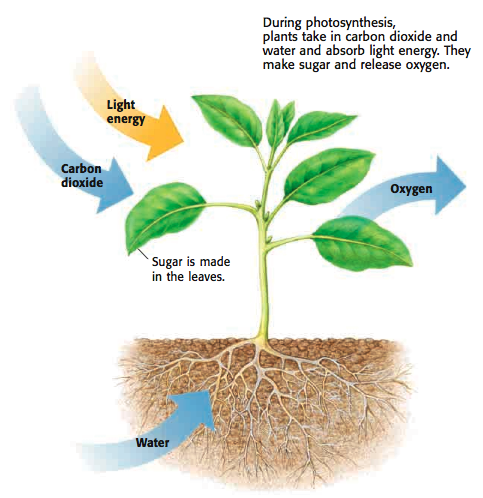 During photosynthesis,
plants take in carbon dioxide and
water and absorb light energy. They
make sugar and release oxygen.
Light
energy
Carbon
dioxide
Oxygen
Sugar is made
in the leaves.
Water